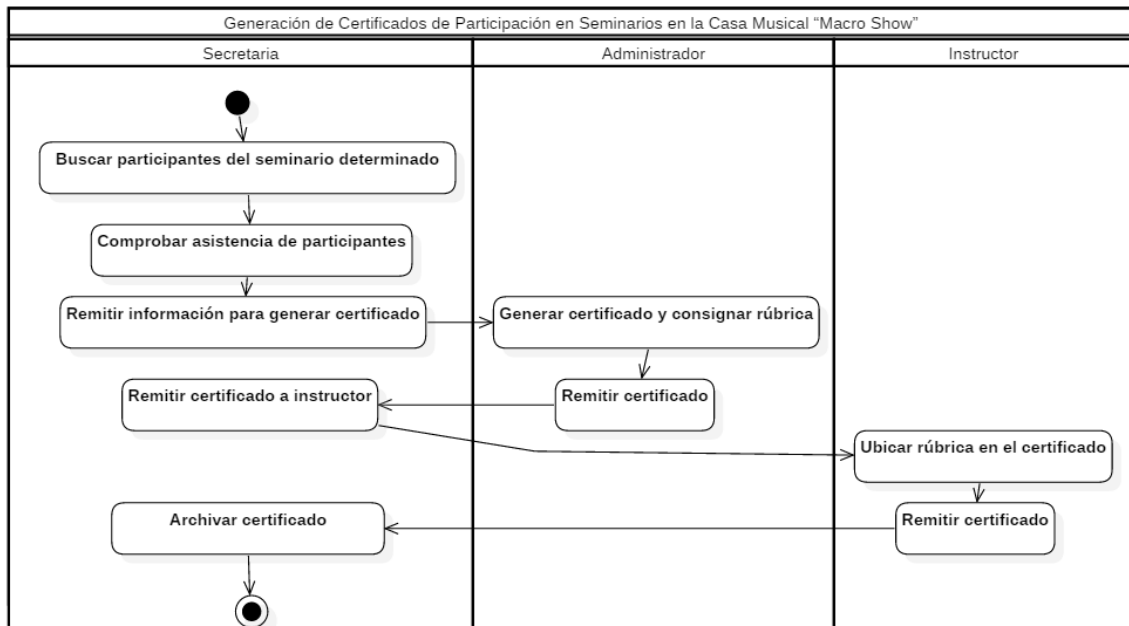 Generación de Certificados de Participación en Seminarios en la Casa Musical “Macro Show”
Secretaria
Administrador
Instructor
Buscar participantes del seminario determinado
Comprobar asistencia de participantes
Remitir información para generar certificado
Generar certificado y consignar rúbrica
Remitir certificado a instructor
Remitir certificado
Ubicar rúbrica en el certificado
Archivar certificado
Remitir certificado